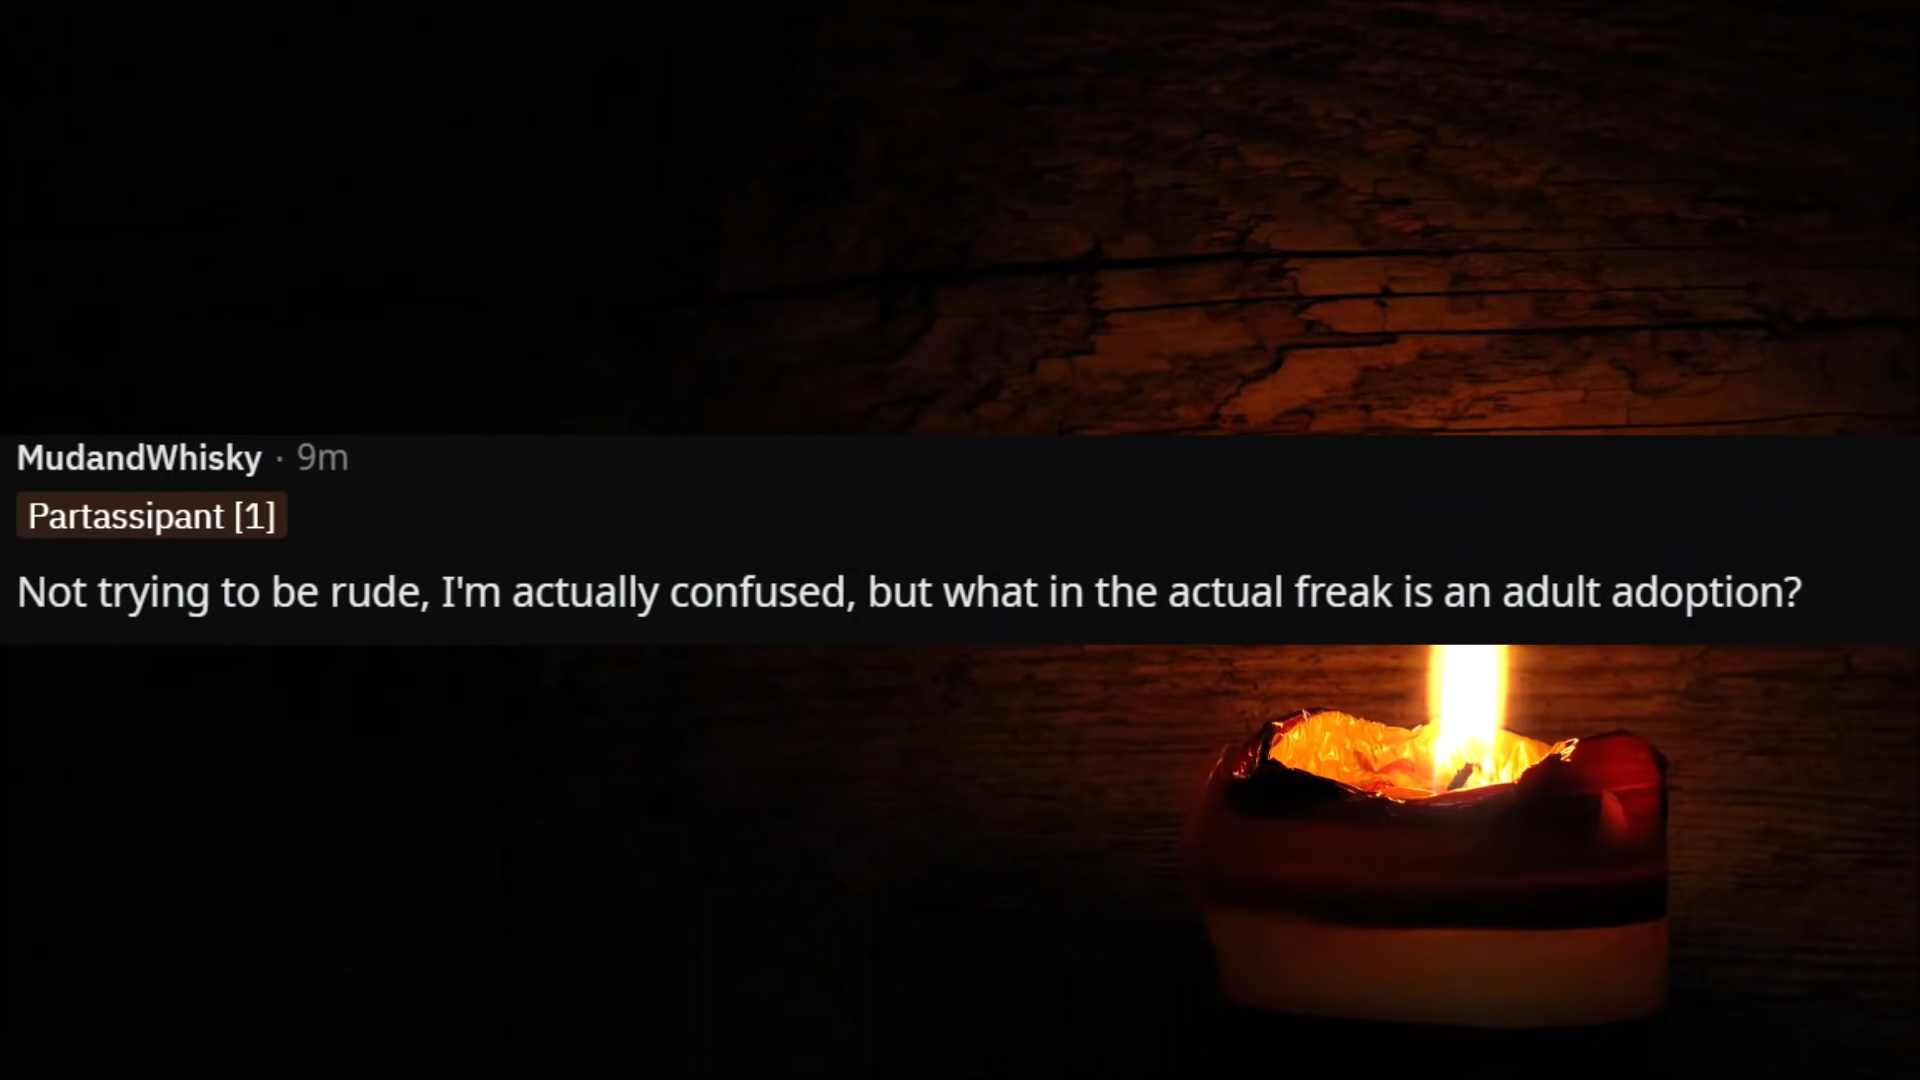 MudandWhisky · 9m
Partassipant [1]
Not trying to be rude, I'm actually confused, but what in the actual freak is an adult adoption?